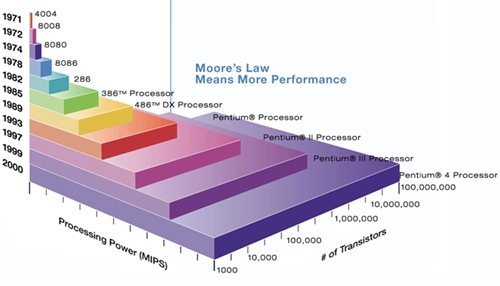 1971
1972
1974
1978
1982
1985
1989
1993
1997
1999
2000
4004
8008
8080
8086
286
386™ Processor
486™ DX Processor
Pentium® Processor
Pentium® II Processor
Pentium® III Processor
Pentium® 4 Processor
Moore's Law
Means More Performance
Processing Power (MIPS)
# of Transistors
1000
10,000
100,000
1,000,000
10,000,000
100,000,000